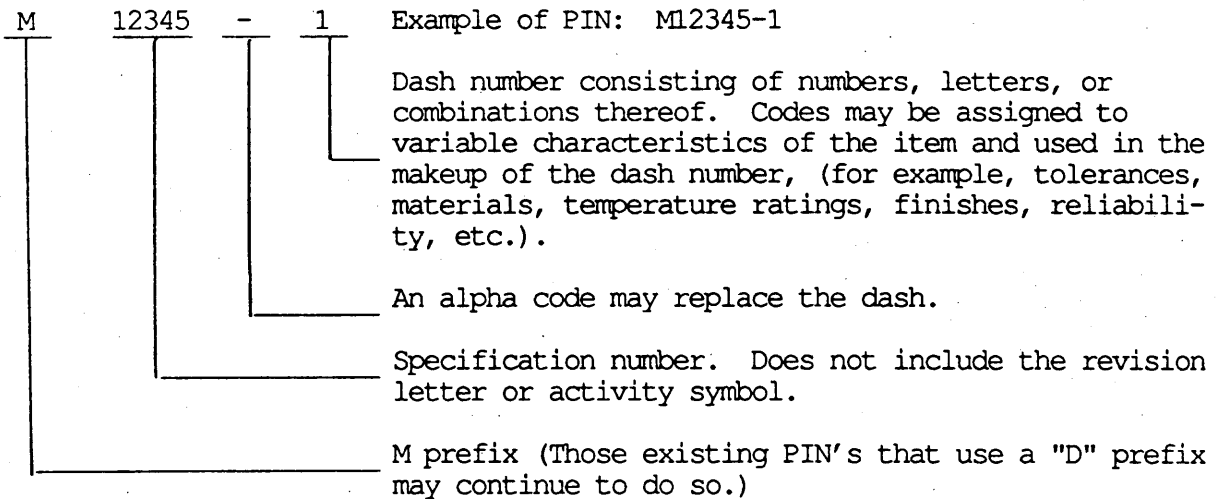 M 12345 - 1 Example of PIN: M12345-1
Dash number consisting of numbers, letters, or
combinations thereof. Codes may be assigned to
variable characteristics of the item and used in the
makeup of the dash number, (for example, tolerances,
materials, temperature ratings, finishes, reliabili-
ty, etc.).
An alpha code may replace the dash.
Specification number. Does not include the revision
letter or activity symbol.
M prefix (Those existing PIN's that use a "D" prefix
may continue to do so.)